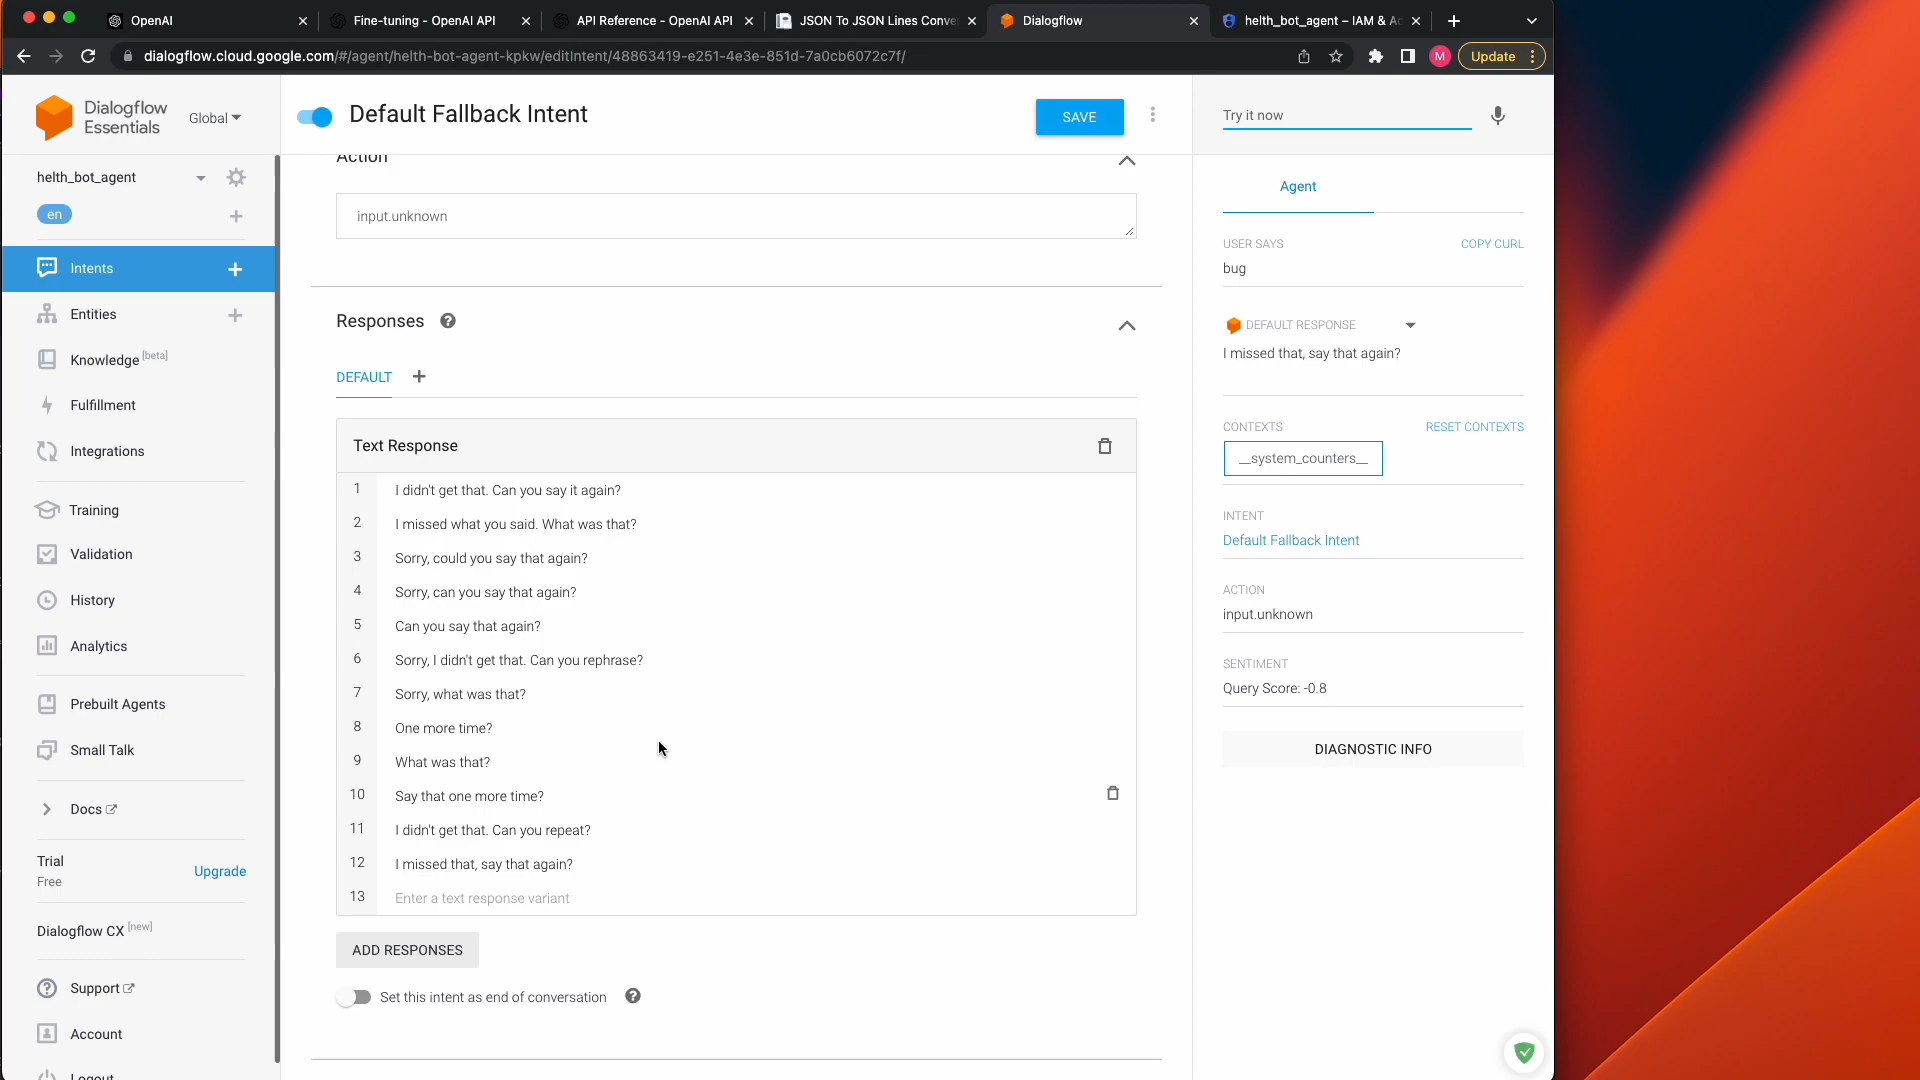 OpenAI
Fine-tuning - OpenAI API
API Reference - OpenAI API
JSON To JSON Lines Conve
Dialogflow
helth_bot_agent – IAM & Ad
dialogflow.cloud.google.com/#/agent/helth-bot-agent-kpkw/editIntent/48863419-e251-4e3e-851d-7a0cb6072c7f/
M
Update
Dialogflow
Essentials
Global
helth_bot_agent
en
Intents
Entities
Knowledge [beta]
Fulfillment
Integrations
Training
Validation
History
Analytics
Prebuilt Agents
Small Talk
Docs
Trial
Free
Upgrade
Dialogflow CX [new]
Support
Account
Logout
Default Fallback Intent
SAVE
Action
input.unknown
Responses
DEFAULT
Text Response
1 I didn't get that. Can you say it again?
2 I missed what you said. What was that?
3 Sorry, could you say that again?
4 Sorry, can you say that again?
5 Can you say that again?
6 Sorry, I didn't get that. Can you rephrase?
7 Sorry, what was that?
8 One more time?
9 What was that?
10 Say that one more time?
11 I didn't get that. Can you repeat?
12 I missed that, say that again?
13 Enter a text response variant
ADD RESPONSES
Set this intent as end of conversation
Try it now
Agent
USER SAYS
COPY CURL
bug
DEFAULT RESPONSE
I missed that, say that again?
CONTEXTS
RESET CONTEXTS
__system_counters__
INTENT
Default Fallback Intent
ACTION
input.unknown
SENTIMENT
Query Score: -0.8
DIAGNOSTIC INFO